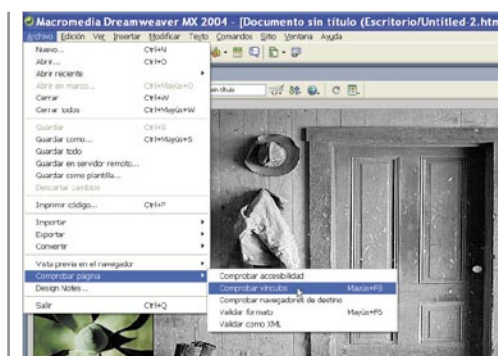 Macromedia Dreamweaver MX 2004 - [Documento sin título (Escritorio/Untitled-2.htm
Archivo Edición Ver Insertar Modificar Texto Comandos Sitio Ventana Ayuda
Nuevo... Ctrl+N
Abrir... Ctrl+O
Abrir reciente
Abrir en marco... Ctrl+Mayús+O
Cerrar Ctrl+W
Cerrar todos Ctrl+Mayús+W
Guardar Ctrl+S
Guardar como... Ctrl+Mayús+S
Guardar todo
Guardar en servidor remoto...
Guardar como plantilla...
Descartar cambios
Imprimir código... Ctrl+P
Importar
Exportar
Convertir
Vista previa en el navegador
Comprobar página
Design Notes...
Salir Ctrl+Q
sin título
Comprobar accesibilidad
Comprobar vínculos Mayús+F8
Comprobar navegadores de destino
Validar formato Mayús+F6
Validar como XML